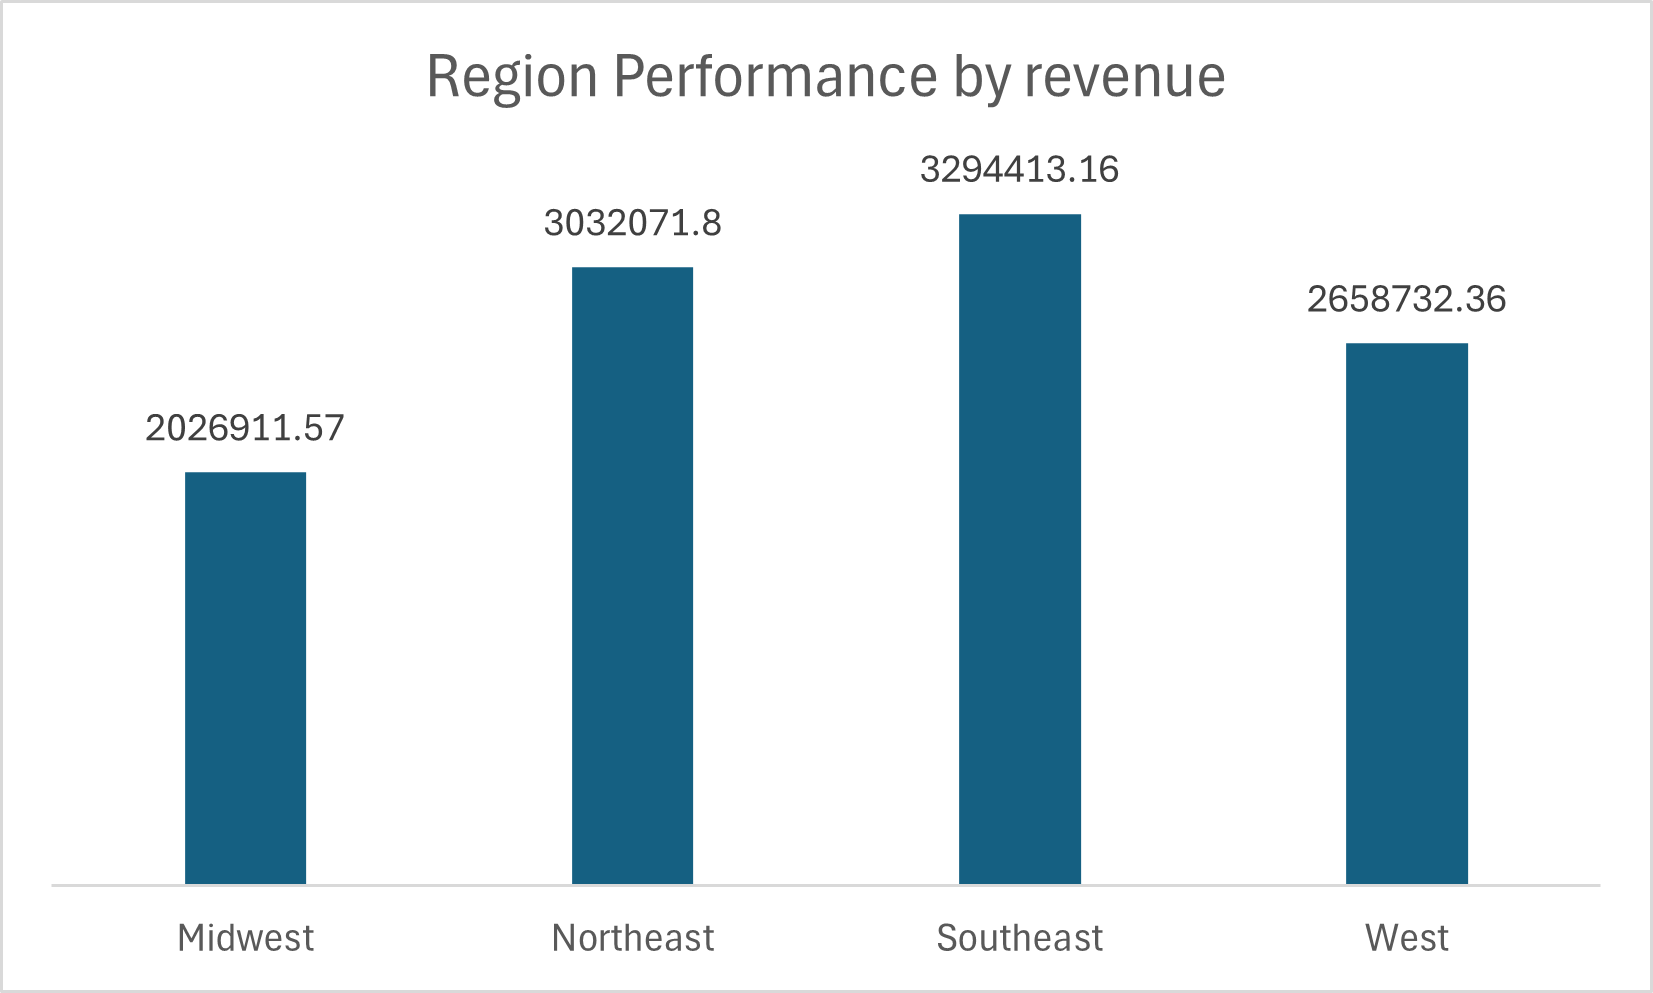 Region Performance by revenue
3294413.16
3032071.8
2658732.36
2026911.57
Midwest Northeast Southeast West